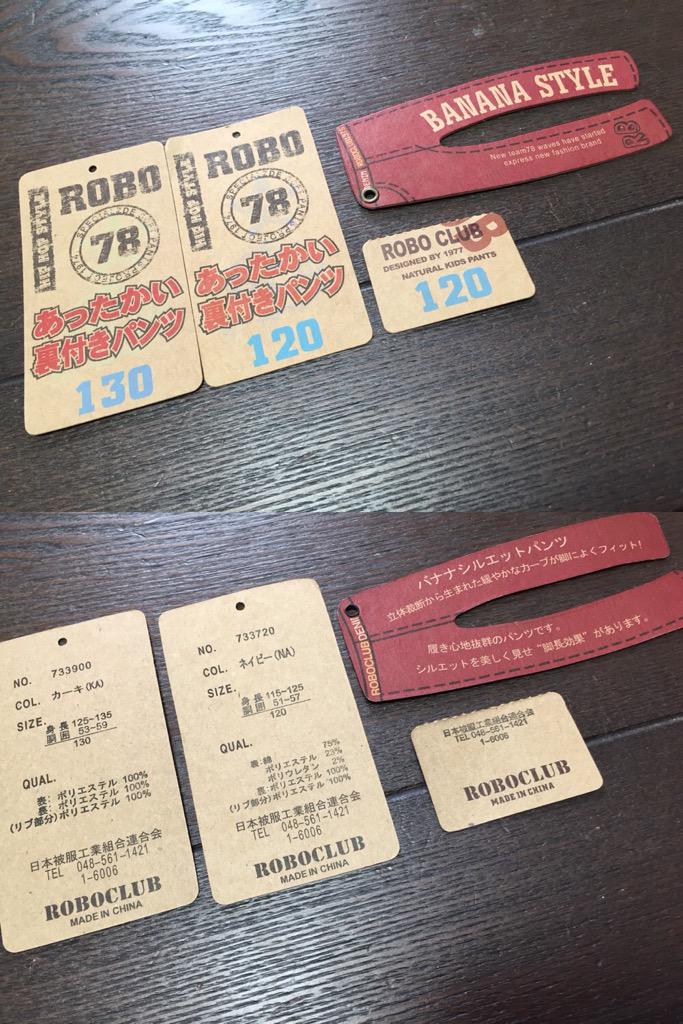 ROBO
PANTS HOP HIP
SPECIAL 2DE PANT PROJECT 1974
78
あったかい
裏付きパンツ
130
ROBO
78
あったかい
裏付きパンツ
120
BANANA STYLE
New team78 waves have started
express new fashion brand
ROBO CLUB
DESIGNED BY 1977
NATURAL KIDS PANTS
120
NO. 733900
COL. カーキ(KA)
SIZE.
身長 125-135
胴囲 53-59
130
QUAL.
表: ポリエステル 100%
裏: ポリエステル 100%
(リブ部分)ポリエステル 100%
日本被服工業組合連合会
TEL 048-561-1421
1-6006
ROBOCLUB
MADE IN CHINA
NO. 733720
COL. ネイビー(NA)
SIZE.
身長 115-125
胴囲 51-57
120
QUAL.
表: 綿 75%
ポリエステル 23%
ポリウレタン 2%
裏: ポリエステル 100%
(リブ部分)ポリエステル 100%
日本被服工業組合連合会
TEL 048-561-1421
1-6006
ROBOCLUB
MADE IN CHINA
バナナシルエットパンツ
立体裁断から生まれた緩やかなカーブが脚によくフィット!
履き心地抜群のパンツです。
シルエットを美しく見せ"脚長効果"があります。
日本被服工業組合連合会
TEL 048-561-1421
1-6006
ROBOCLUB
MADE IN CHINA